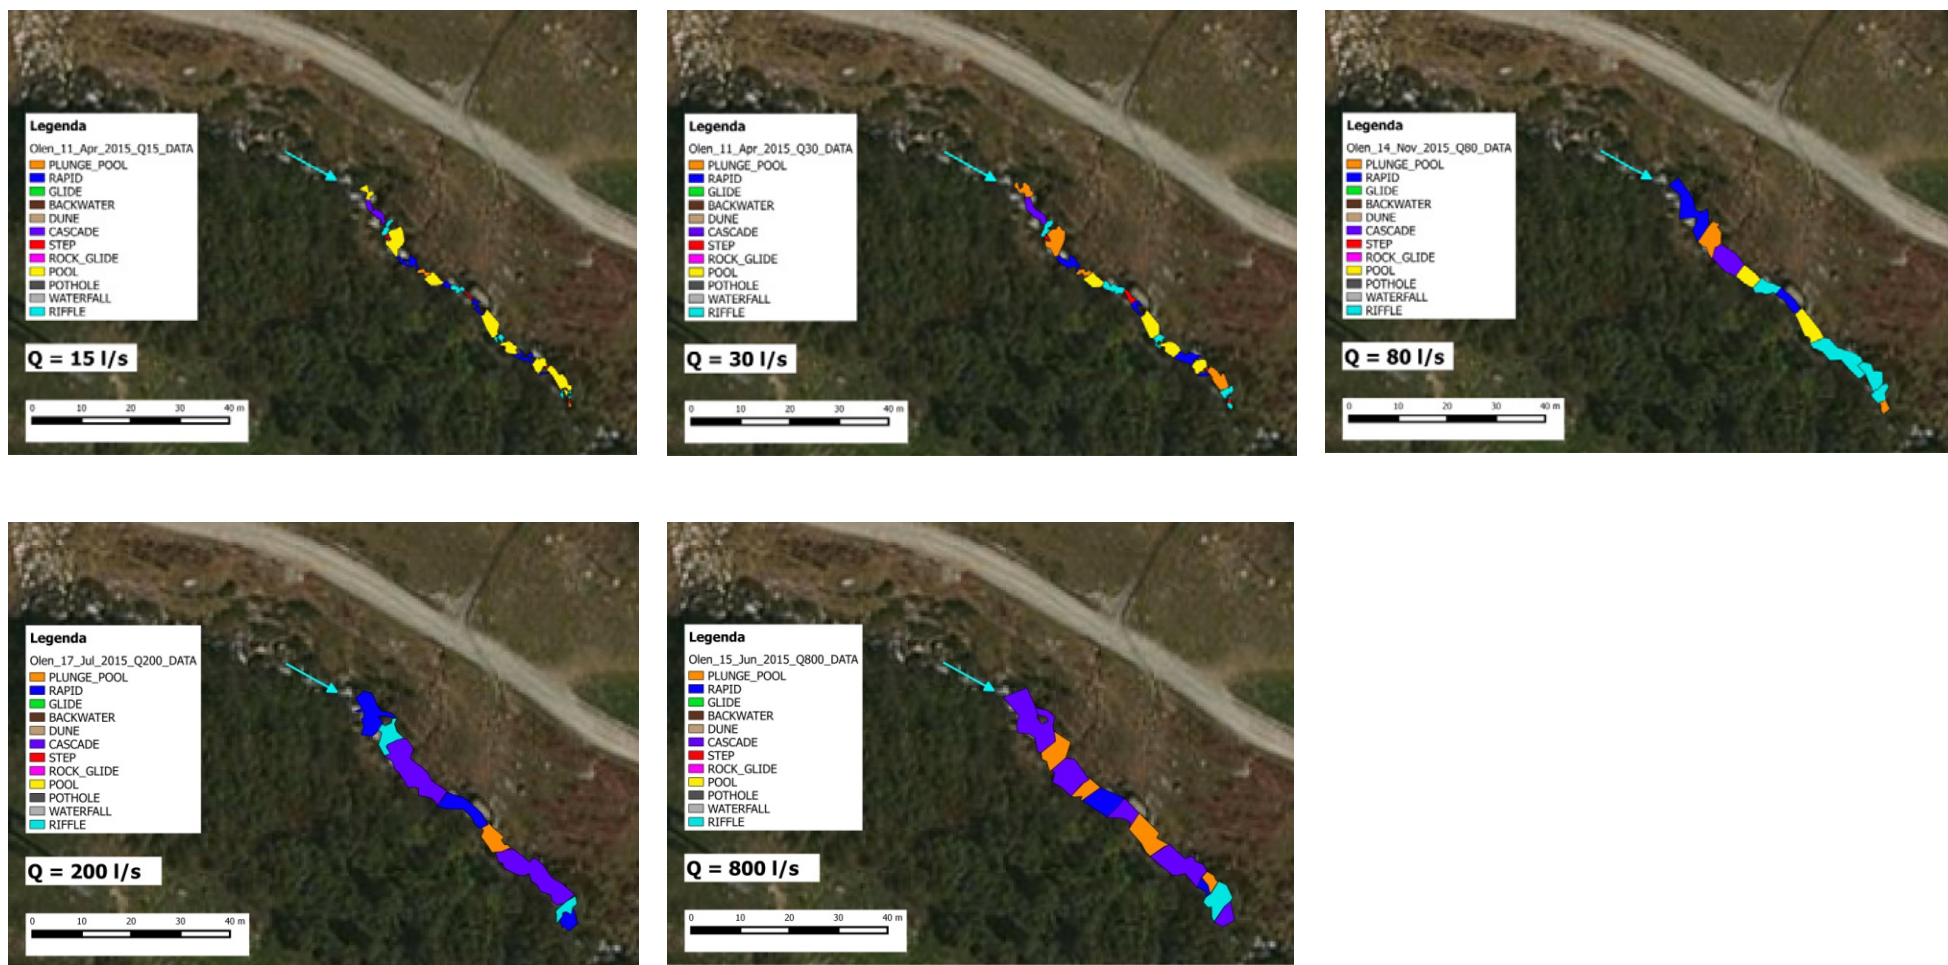 Legenda
Olen_11_Apr_2015_Q15_DATA
PLUNGE_POOL
RAPID
GLIDE
BACKWATER
DUNE
CASCADE
STEP
ROCK_GLIDE
POOL
POTHOLE
WATERFALL
RIFFLE
Q = 15 l/s
0 10 20 30 40 m
Legenda
Olen_11_Apr_2015_Q30_DATA
PLUNGE_POOL
RAPID
GLIDE
BACKWATER
DUNE
CASCADE
STEP
ROCK_GLIDE
POOL
POTHOLE
WATERFALL
RIFFLE
Q = 30 l/s
0 10 20 30 40 m
Legenda
Olen_14_Nov_2015_Q80_DATA
PLUNGE_POOL
RAPID
GLIDE
BACKWATER
DUNE
CASCADE
STEP
ROCK_GLIDE
POOL
POTHOLE
WATERFALL
RIFFLE
Q = 80 l/s
0 10 20 30 40 m
Legenda
Olen_17_Jul_2015_Q200_DATA
PLUNGE_POOL
RAPID
GLIDE
BACKWATER
DUNE
CASCADE
STEP
ROCK_GLIDE
POOL
POTHOLE
WATERFALL
RIFFLE
Q = 200 l/s
0 10 20 30 40 m
Legenda
Olen_15_Jun_2015_Q800_DATA
PLUNGE_POOL
RAPID
GLIDE
BACKWATER
DUNE
CASCADE
STEP
ROCK_GLIDE
POOL
POTHOLE
WATERFALL
RIFFLE
Q = 800 l/s
0 10 20 30 40 m